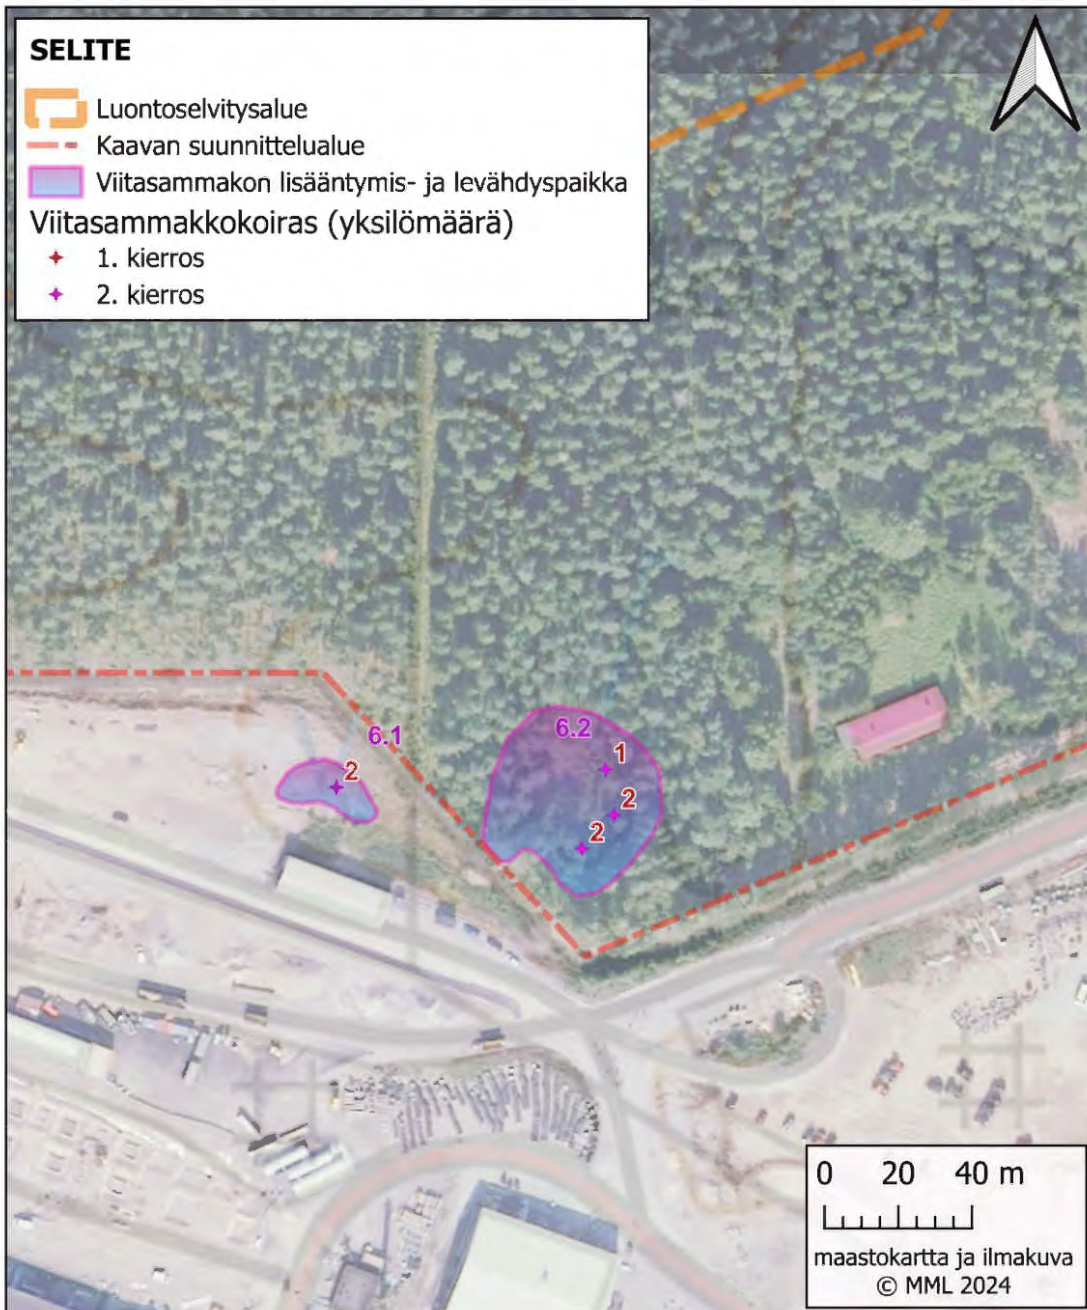 SELITE
Luontoselvitysalue
Kaavan suunnittelualue
Viitasammakon lisääntymis- ja levähdyspaikka
Viitasammakkokoiras (yksilömäärä)
1. kierros
2. kierros
6.2
6.1
1
2
2
2
0 20 40 m
maastokartta ja ilmakuva
© MML 2024